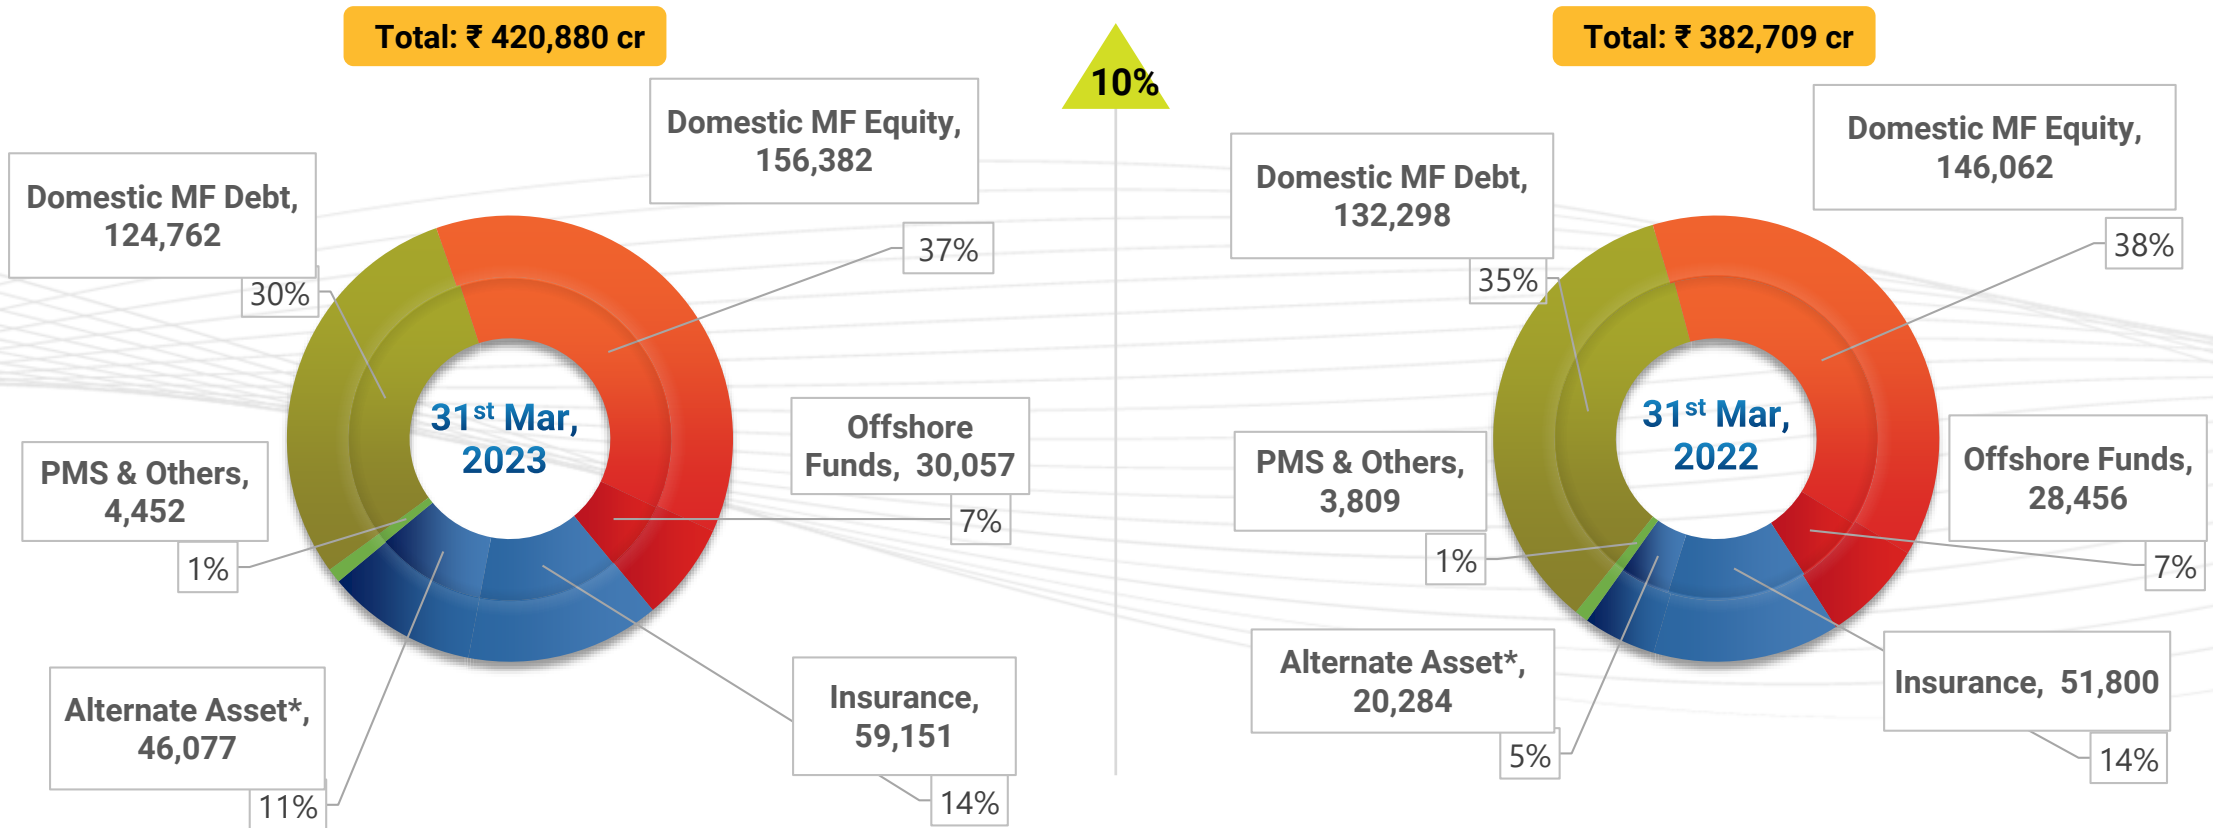 Total: ₹ 420,880 cr
Domestic MF Equity,
156,382
37%
Domestic MF Debt,
124,762
30%
31st Mar,
2023
Offshore
Funds, 30,057
7%
PMS & Others,
4,452
1%
Alternate Asset*,
46,077
11%
Insurance,
59,151
14%
10%
Total: ₹ 382,709 cr
Domestic MF Equity,
146,062
38%
Domestic MF Debt,
132,298
35%
31st Mar,
2022
Offshore Funds,
28,456
7%
PMS & Others,
3,809
1%
Alternate Asset*,
20,284
5%
Insurance, 51,800
14%